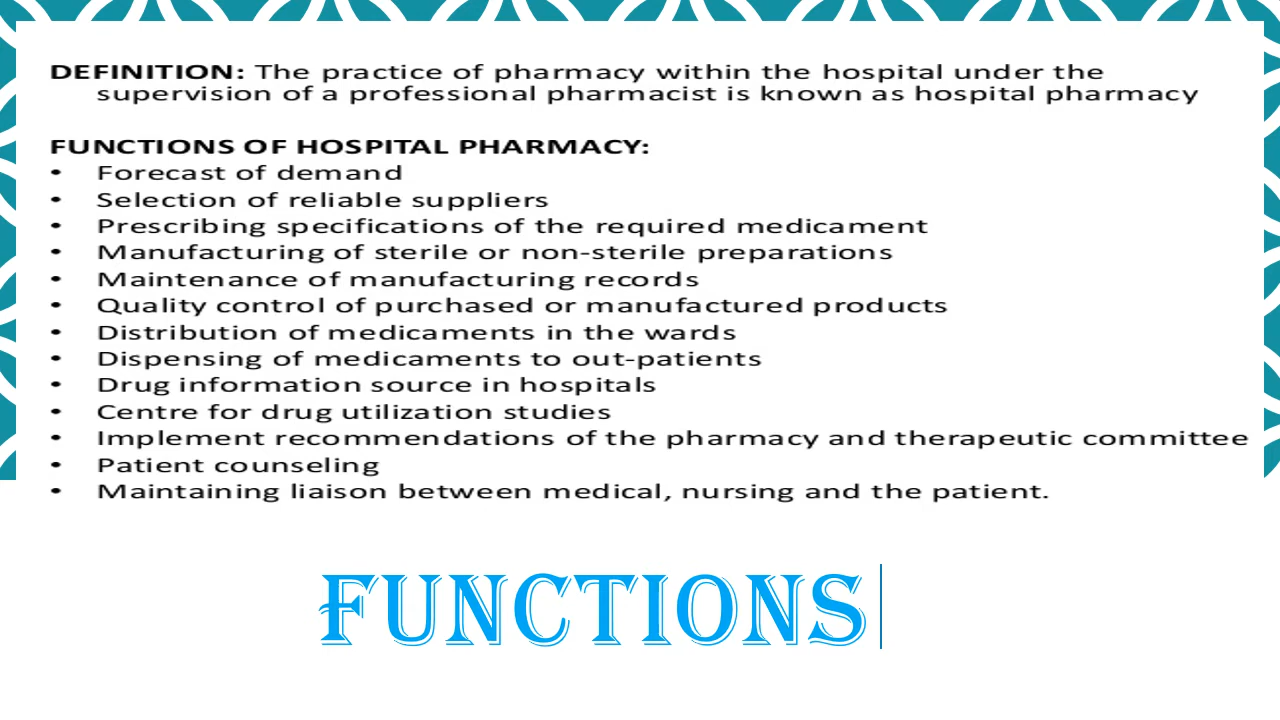 DEFINITION: The practice of pharmacy within the hospital under the
supervision of a professional pharmacist is known as hospital pharmacy
FUNCTIONS OF HOSPITAL PHARMACY:
• Forecast of demand
• Selection of reliable suppliers
• Prescribing specifications of the required medicament
• Manufacturing of sterile or non-sterile preparations
• Maintenance of manufacturing records
• Quality control of purchased or manufactured products
• Distribution of medicaments in the wards
• Dispensing of medicaments to out-patients
• Drug information source in hospitals
• Centre for drug utilization studies
• Implement recommendations of the pharmacy and therapeutic committee
• Patient counseling
• Maintaining liaison between medical, nursing and the patient.
FUNCTIONS